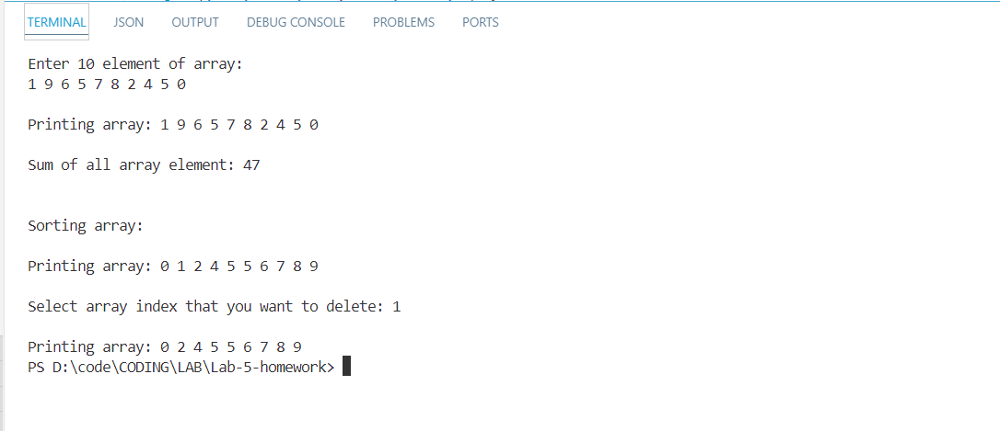 TERMINAL JSON OUTPUT DEBUG CONSOLE PROBLEMS PORTS
Enter 10 element of array:
1 9 6 5 7 8 2 4 5 0
Printing array: 1 9 6 5 7 8 2 4 5 0
Sum of all array element: 47
Sorting array:
Printing array: 0 1 2 4 5 5 6 7 8 9
Select array index that you want to delete: 1
Printing array: 0 2 4 5 5 6 7 8 9
PS D:\code\CODING\LAB\Lab-5-homework>